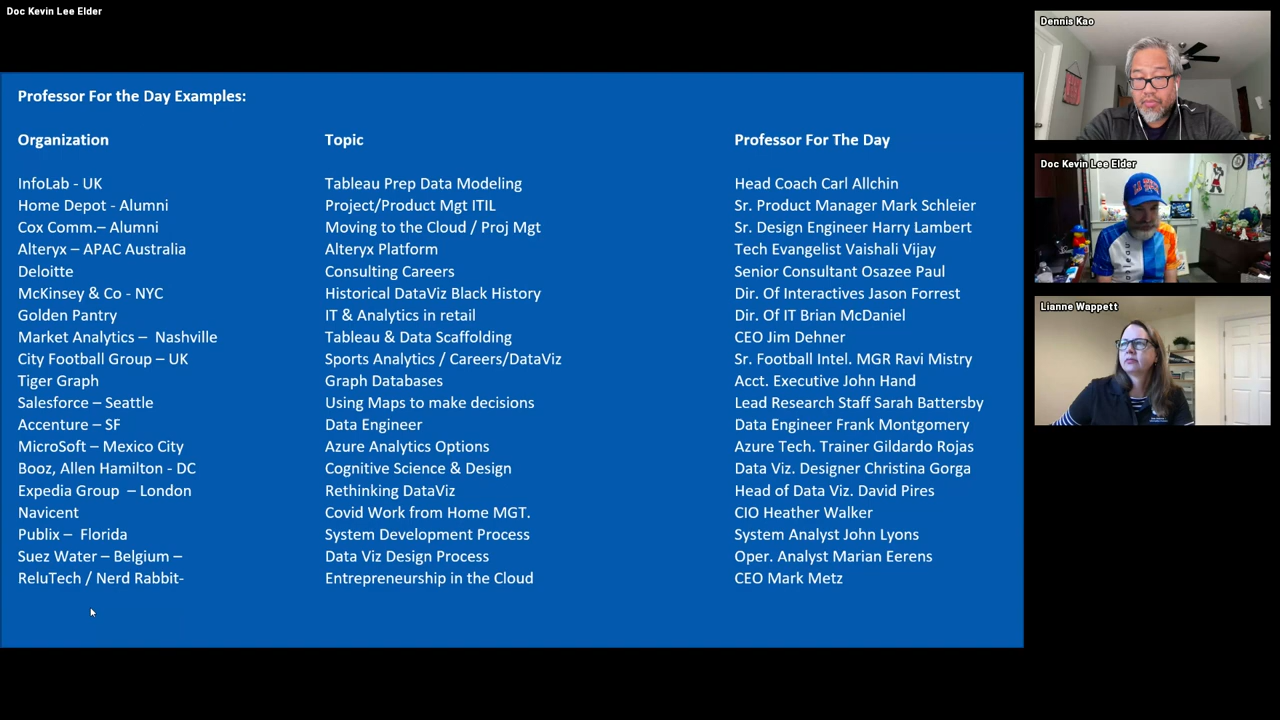 Doc Kevin Lee Elder
Professor For the Day Examples:
Organization Topic Professor For The Day
InfoLab - UK Tableau Prep Data Modeling Head Coach Carl Allchin
Home Depot - Alumni Project/Product Mgt ITIL Sr. Product Manager Mark Schleier
Cox Comm.– Alumni Moving to the Cloud / Proj Mgt Sr. Design Engineer Harry Lambert
Alteryx – APAC Australia Alteryx Platform Tech Evangelist Vaishali Vijay
Deloitte Consulting Careers Senior Consultant Osazee Paul
McKinsey & Co - NYC Historical DataViz Black History Dir. Of Interactives Jason Forrest
Golden Pantry IT & Analytics in retail Dir. Of IT Brian McDaniel
Market Analytics – Nashville Tableau & Data Scaffolding CEO Jim Dehner
City Football Group – UK Sports Analytics / Careers/DataViz Sr. Football Intel. MGR Ravi Mistry
Tiger Graph Graph Databases Acct. Executive John Hand
Salesforce – Seattle Using Maps to make decisions Lead Research Staff Sarah Battersby
Accenture – SF Data Engineer Data Engineer Frank Montgomery
MicroSoft – Mexico City Azure Analytics Options Azure Tech. Trainer Gildardo Rojas
Booz, Allen Hamilton - DC Cognitive Science & Design Data Viz. Designer Christina Gorga
Expedia Group – London Rethinking DataViz Head of Data Viz. David Pires
Navicent Covid Work from Home MGT. CIO Heather Walker
Publix – Florida System Development Process System Analyst John Lyons
Suez Water – Belgium – Data Viz Design Process Oper. Analyst Marian Eerens
ReluTech / Nerd Rabbit- Entrepreneurship in the Cloud CEO Mark Metz
Dennis Kao
Doc Kevin Lee Elder
Lianne Wappett